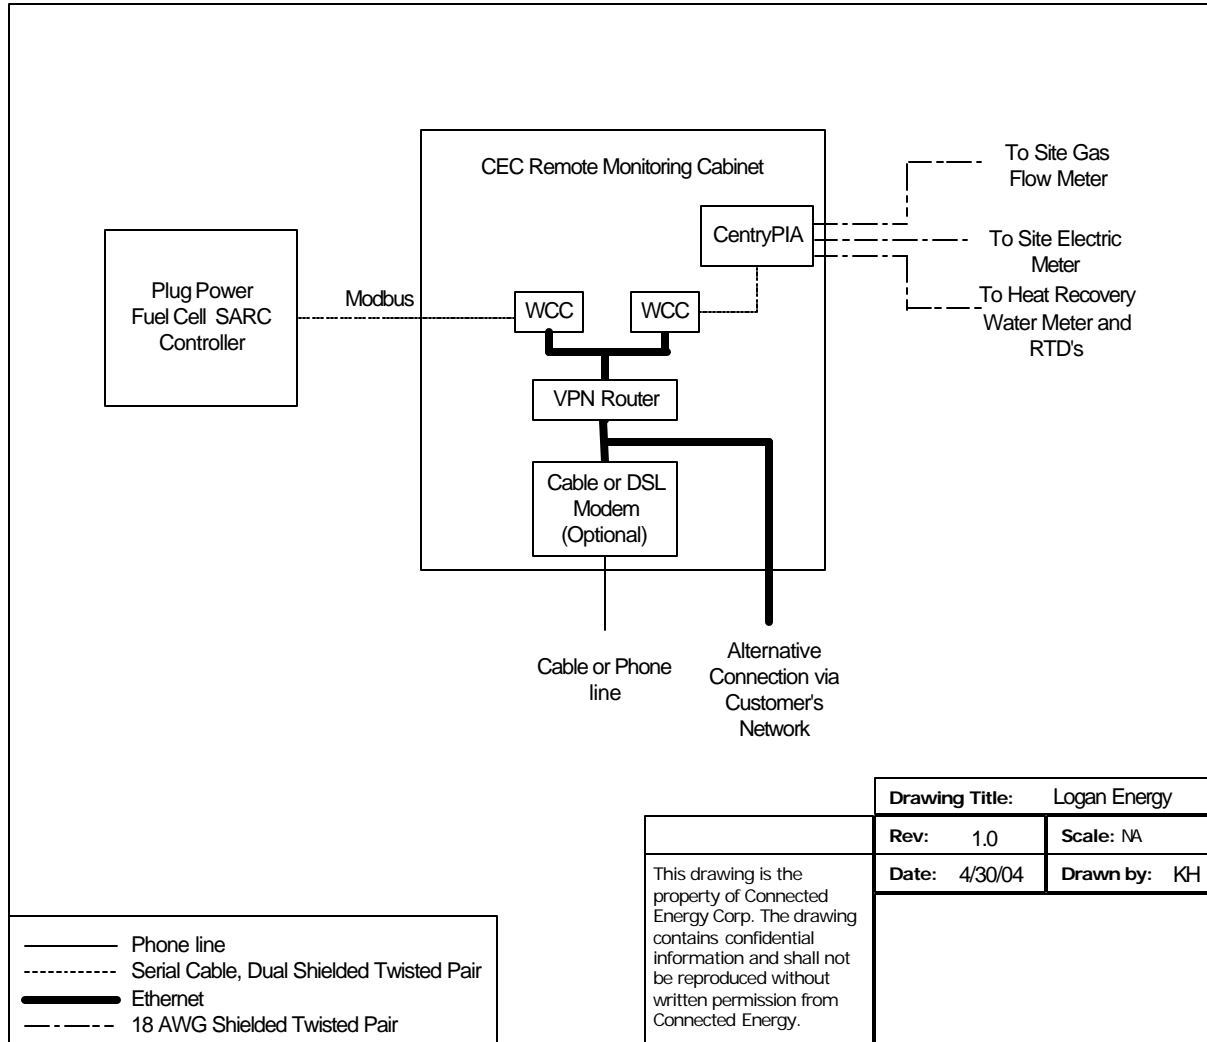 CEC Remote Monitoring Cabinet
To Site Gas
Flow Meter
CentryPIA
To Site Electric
Meter
To Heat Recovery
Water Meter and
RTD's
Plug Power
Fuel Cell SARC
Controller
Modbus
WCC
WCC
VPN Router
Cable or DSL
Modem
(Optional)
Cable or Phone
line
Alternative
Connection via
Customer's
Network
Drawing Title: Logan Energy
Rev: 1.0
Scale: NA
Date: 4/30/04
Drawn by: KH
This drawing is the
property of Connected
Energy Corp. The drawing
contains confidential
information and shall not
be reproduced without
written permission from
Connected Energy.
Phone line
Serial Cable, Dual Shielded Twisted Pair
Ethernet
18 AWG Shielded Twisted Pair